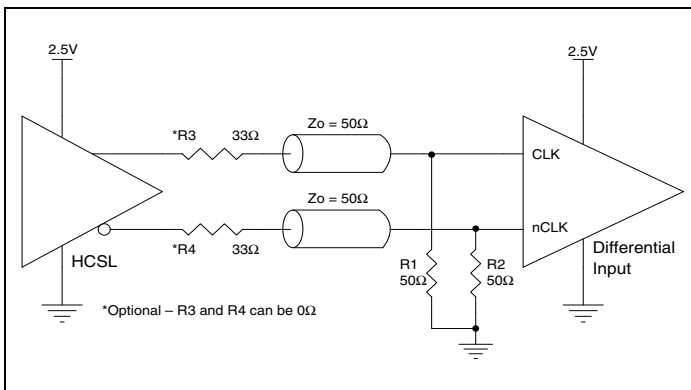 2.5V
2.5V
*R3 33Ω
Zo = 50Ω
CLK
Zo = 50Ω
nCLK
HCSL
*R4 33Ω
R1
50Ω
R2
50Ω
Differential
Input
*Optional – R3 and R4 can be 0Ω